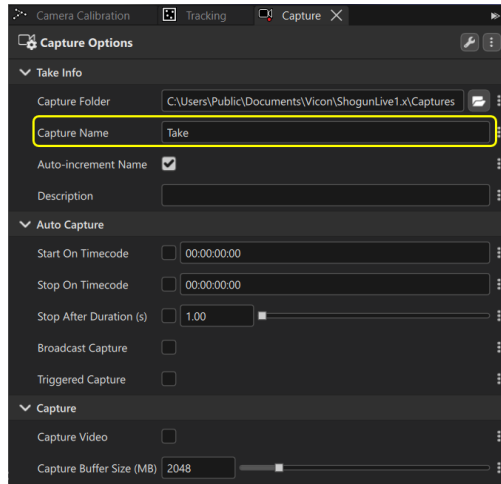 Camera Calibration Tracking Capture
Capture Options
Take Info
Capture Folder C:\Users\Public\Documents\Vicon\ShogunLive1.x\Captures
Capture Name Take
Auto-increment Name
Description
Auto Capture
Start On Timecode 00:00:00:00
Stop On Timecode 00:00:00:00
Stop After Duration (s) 1.00
Broadcast Capture
Triggered Capture
Capture
Capture Video
Capture Buffer Size (MB) 2048